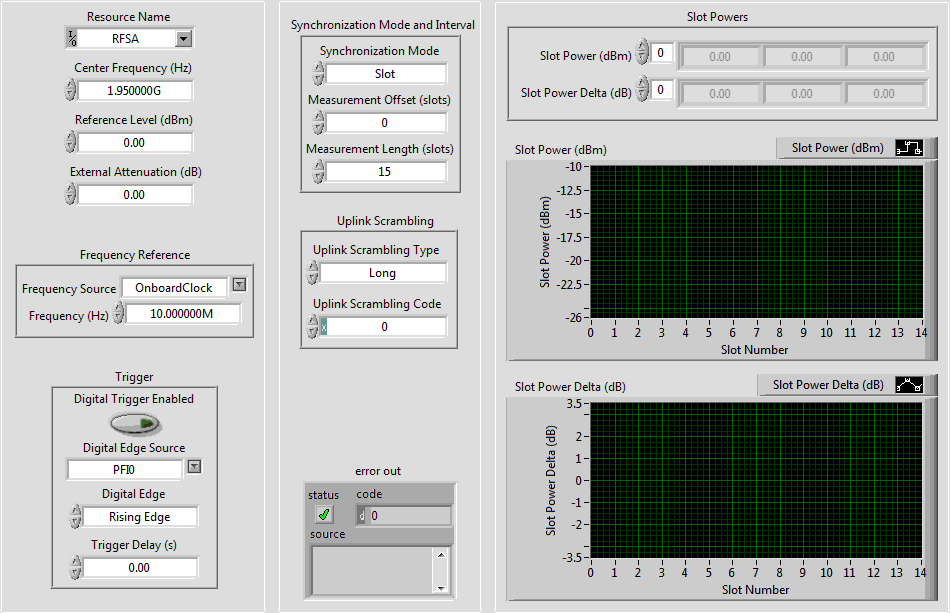 Resource Name
I/O RFSA
Center Frequency (Hz)
1.950000G
Reference Level (dBm)
0.00
External Attenuation (dB)
0.00
Frequency Reference
Frequency Source OnboardClock
Frequency (Hz) 10.000000M
Trigger
Digital Trigger Enabled
Digital Edge Source
PFI0
Digital Edge
Rising Edge
Trigger Delay (s)
0.00
Synchronization Mode and Interval
Synchronization Mode
Slot
Measurement Offset (slots)
0
Measurement Length (slots)
15
Uplink Scrambling
Uplink Scrambling Type
Long
Uplink Scrambling Code
x 0
error out
status code
d 0
source
Slot Powers
Slot Power (dBm) 0 0.00 0.00 0.00
Slot Power Delta (dB) 0 0.00 0.00 0.00
Slot Power (dBm) Slot Power (dBm)
Slot Power (dBm)
-10
-12.5
-15
-17.5
-20
-22.5
-26
0 1 2 3 4 5 6 7 8 9 10 11 12 13 14
Slot Number
Slot Power Delta (dB) Slot Power Delta (dB)
Slot Power Delta (dB)
3.5
2
1
0
-1
-2
-3.5
0 1 2 3 4 5 6 7 8 9 10 11 12 13 14
Slot Number